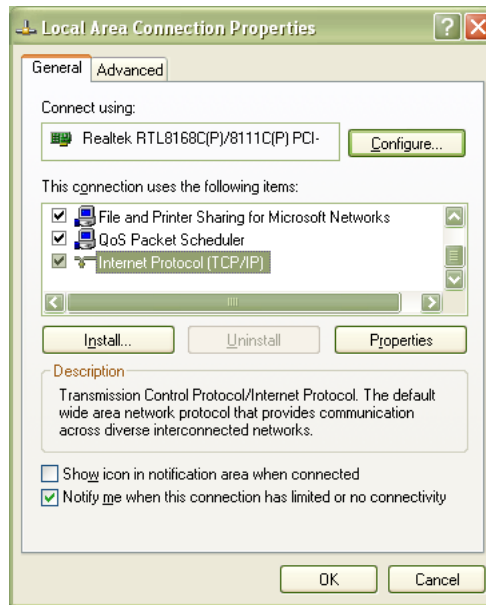 Local Area Connection Properties
General Advanced
Connect using:
Realtek RTL8168C(P)/8111C(P) PCI-
Configure...
This connection uses the following items:
File and Printer Sharing for Microsoft Networks
QoS Packet Scheduler
Internet Protocol (TCP/IP)
Install... Uninstall Properties
Description
Transmission Control Protocol/Internet Protocol. The default
wide area network protocol that provides communication
across diverse interconnected networks.
Show icon in notification area when connected
Notify me when this connection has limited or no connectivity
OK Cancel